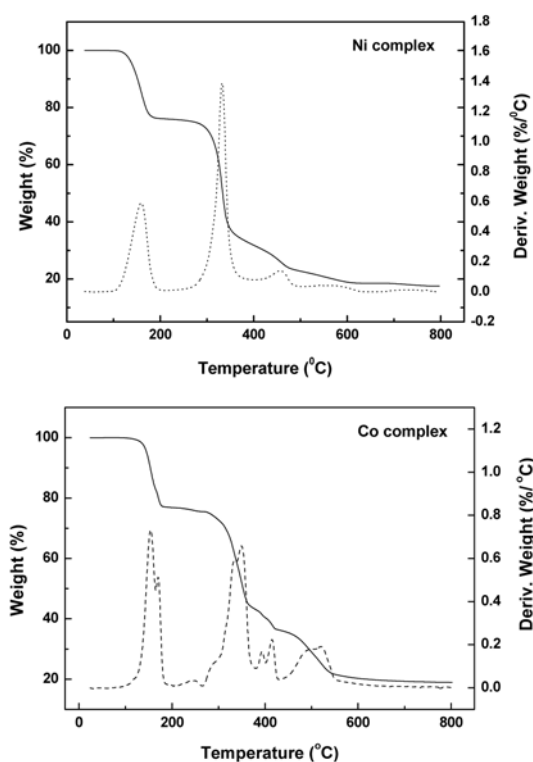 Ni complex
Weight (%)
100
80
60
40
20
1.8
1.6
1.4
1.2
1.0
0.8
0.6
0.4
0.2
0.0
-0.2
Deriv. Weight (%/⁰C)
0 200 400 600 800
Temperature (⁰C)
Co complex
Weight (%)
100
80
60
40
20
1.2
1.0
0.8
0.6
0.4
0.2
0.0
Deriv. Weight (%/ °C)
0 200 400 600 800
Temperature (°C)